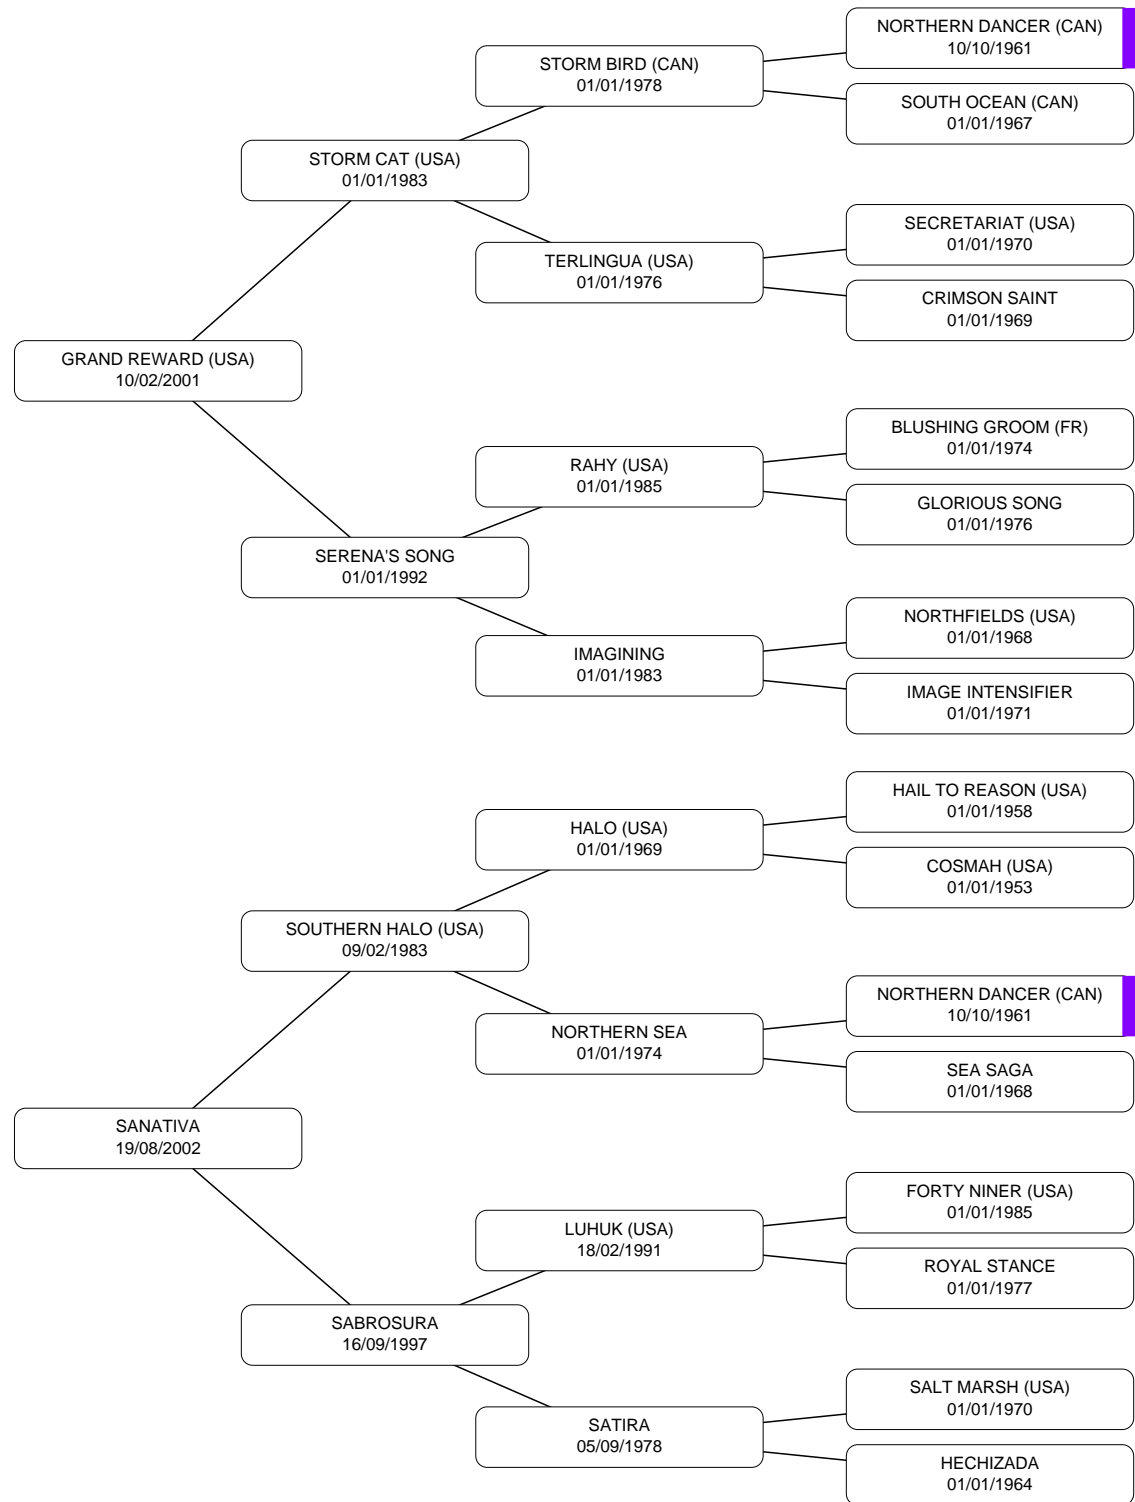 NORTHERN DANCER (CAN)
10/10/1961
STORM BIRD (CAN)
01/01/1978
SOUTH OCEAN (CAN)
01/01/1967
STORM CAT (USA)
01/01/1983
SECRETARIAT (USA)
01/01/1970
TERLINGUA (USA)
01/01/1976
CRIMSON SAINT
01/01/1969
GRAND REWARD (USA)
10/02/2001
BLUSHING GROOM (FR)
01/01/1974
RAHY (USA)
01/01/1985
GLORIOUS SONG
01/01/1976
SERENA'S SONG
01/01/1992
NORTHFIELDS (USA)
01/01/1968
IMAGINING
01/01/1983
IMAGE INTENSIFIER
01/01/1971
HAIL TO REASON (USA)
01/01/1958
HALO (USA)
01/01/1969
COSMAH (USA)
01/01/1953
SOUTHERN HALO (USA)
09/02/1983
NORTHERN DANCER (CAN)
10/10/1961
NORTHERN SEA
01/01/1974
SEA SAGA
01/01/1968
SANATIVA
19/08/2002
FORTY NINER (USA)
01/01/1985
LUHUK (USA)
18/02/1991
ROYAL STANCE
01/01/1977
SABROSURA
16/09/1997
SALT MARSH (USA)
01/01/1970
SATIRA
05/09/1978
HECHIZADA
01/01/1964